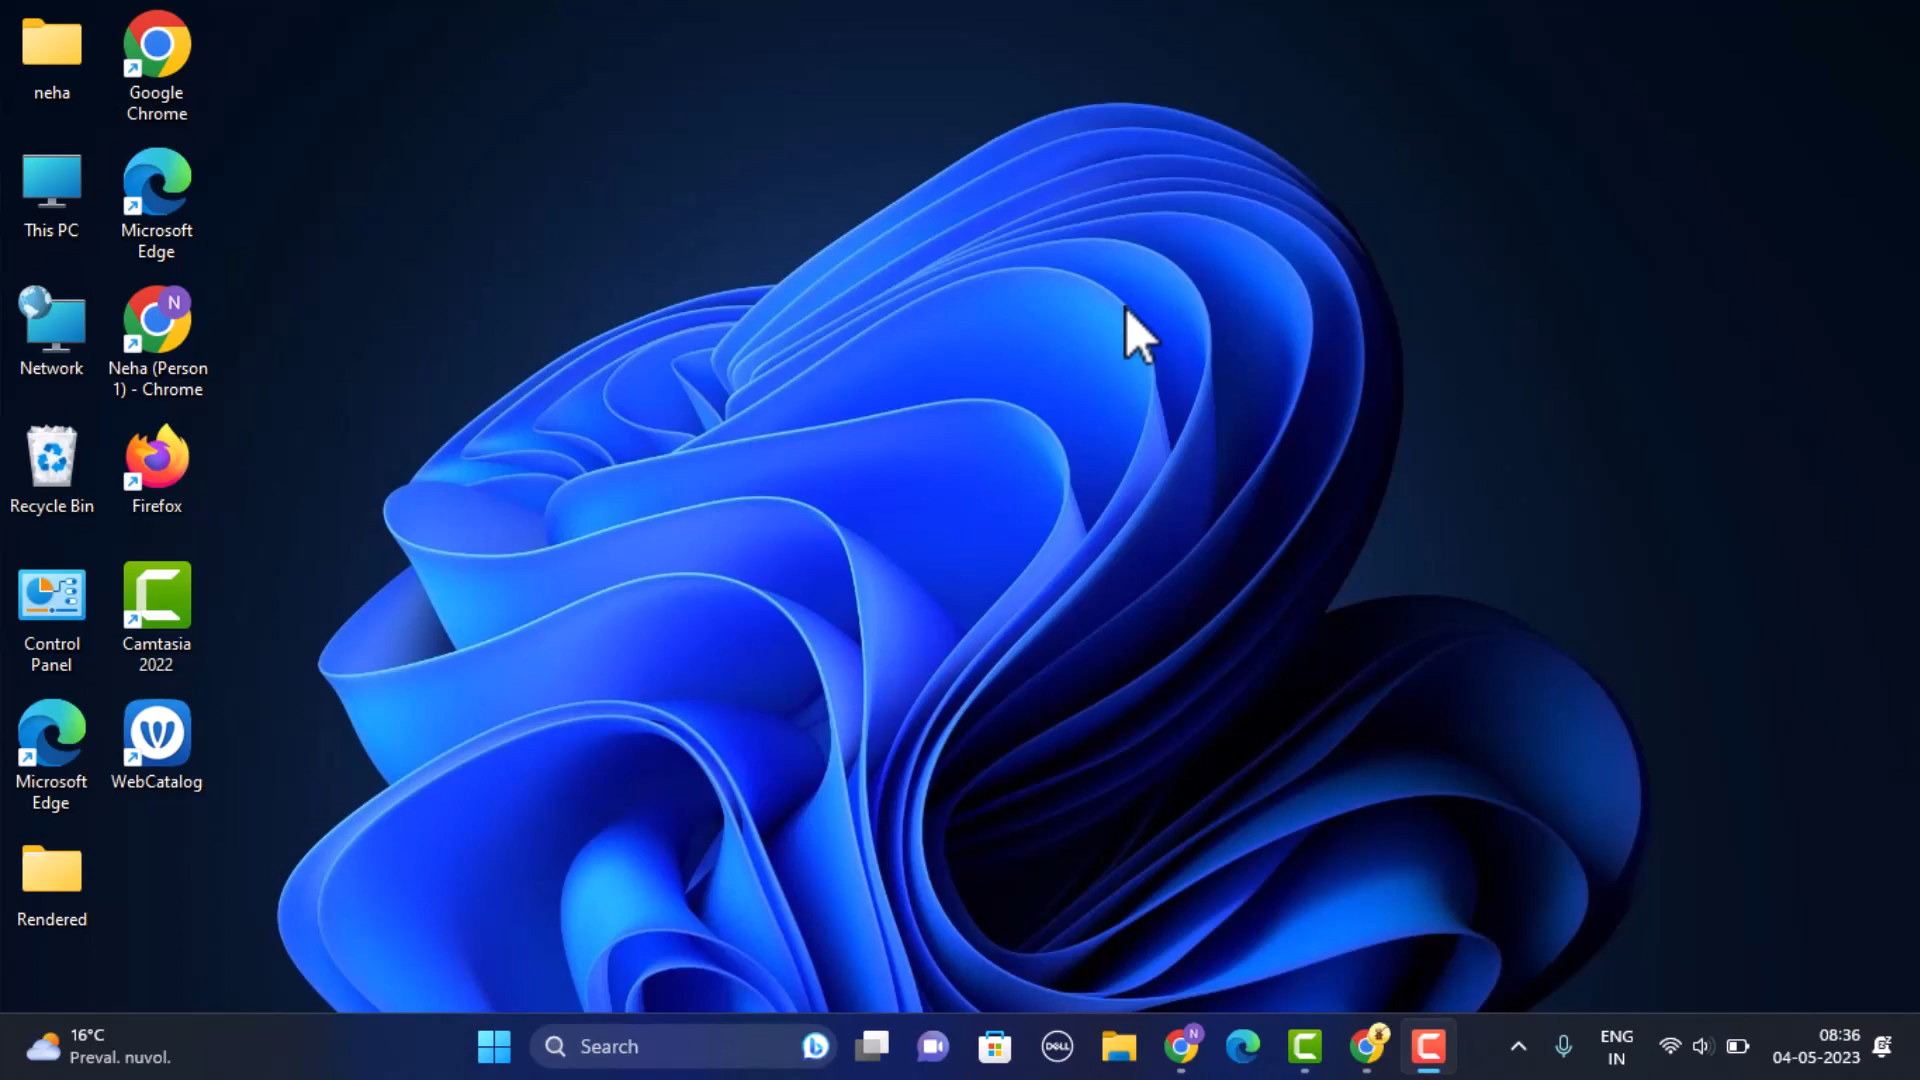 neha
Google
Chrome
This PC
Microsoft
Edge
N
Network
Neha (Person
1) - Chrome
Recycle Bin
Firefox
Control
Panel
Camtasia
2022
Microsoft
Edge
WebCatalog
Rendered
16°C
Preval. nuvol.
Search
DELL
N
ENG
IN
08:36
04-05-2023